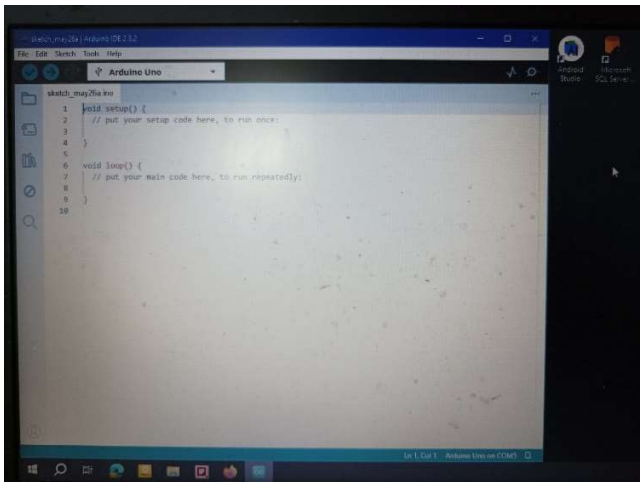 sketch_may26a | Arduino IDE 2.3.2
File Edit Sketch Tools Help
Arduino Uno
sketch_may26a.ino
1 void setup() {
2 // put your setup code here, to run once:
3
4 }
5
6 void loop() {
7 // put your main code here, to run repeatedly:
8
9 }
10
Ln 1, Col 1 Arduino Uno on COM5
Android
Studio
Microsoft
SQL Server